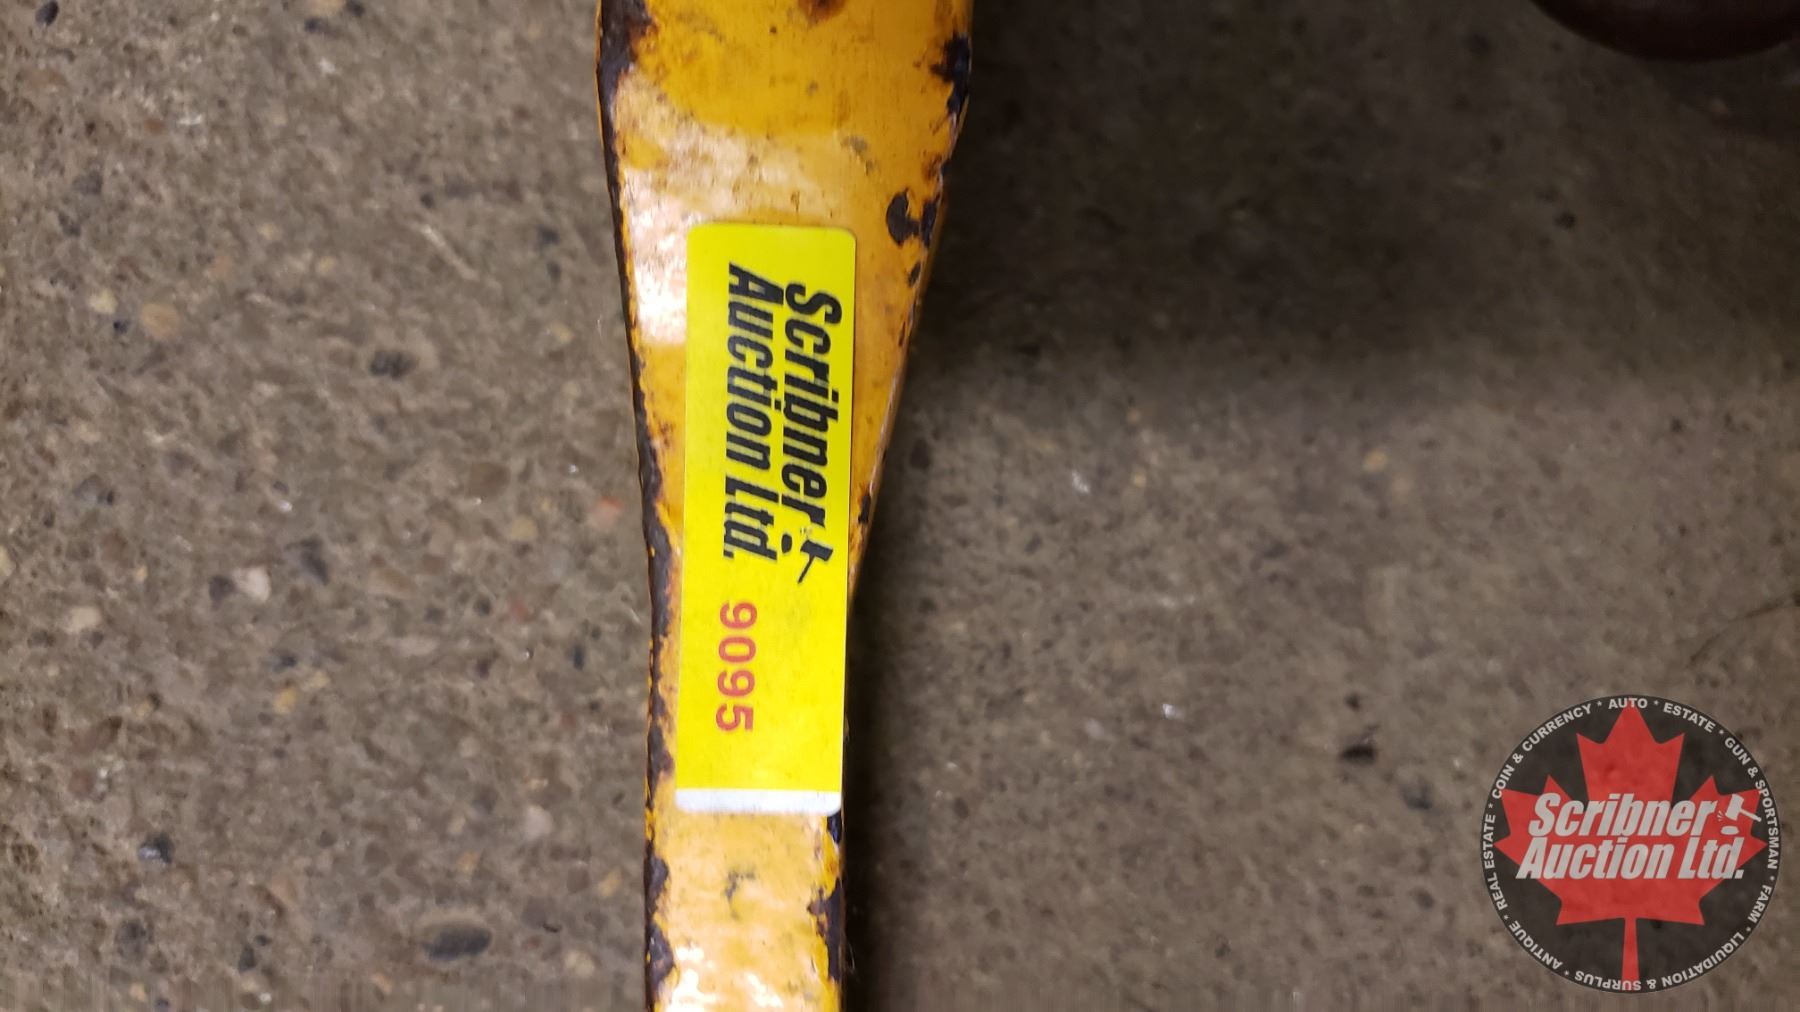 Scribner
Auction Ltd.
9095
COIN & CURRENCY * AUTO * ESTATE * GUN & SPORTSMAN * FARM * LIQUIDATION & SURPLUS * ANTIQUE * REAL ESTATE *
Scribner
Auction Ltd.